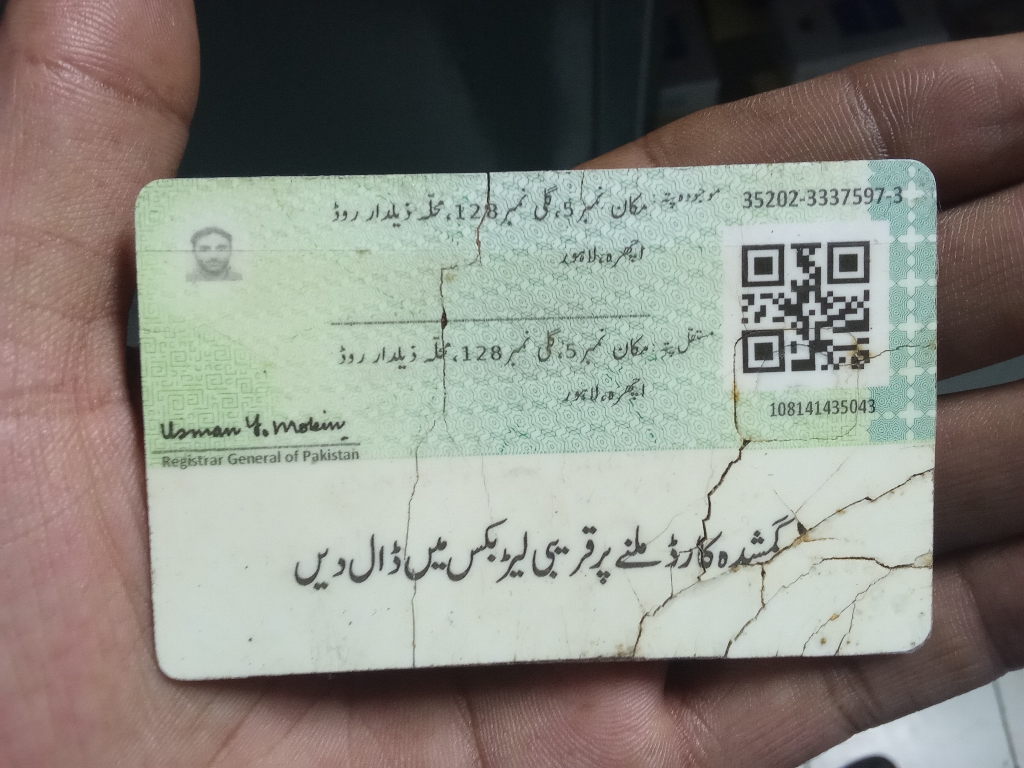 موجودہ پتہ: مکان نمبر 5، گلی نمبر 128، محلہ ذیلدار روڈ
35202-3337597-3
اچھرہ، لاہور
مستقل پتہ: مکان نمبر 5، گلی نمبر 128، محلہ ذیلدار روڈ
اچھرہ، لاہور
108141435043
Usman Y. Mobin
Registrar General of Pakistan
گمشدہ کارڈ ملنے پر قریبی لیٹر بکس میں ڈال دیں